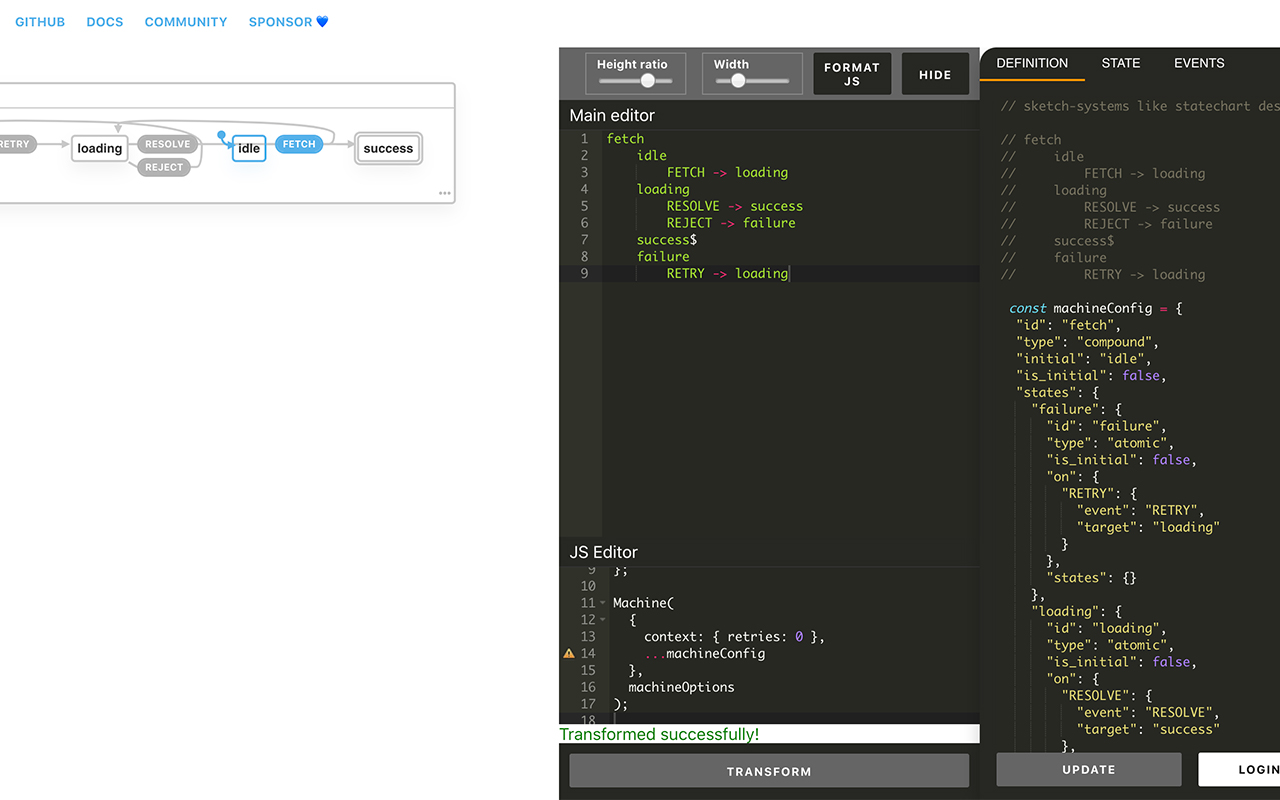 GITHUB DOCS COMMUNITY SPONSOR 💙
RETRY
loading
RESOLVE
REJECT
idle
FETCH
success
Height ratio
Width
FORMAT
JS
HIDE
Main editor
1 fetch
2 idle
3 FETCH -> loading
4 loading
5 RESOLVE -> success
6 REJECT -> failure
7 success$
8 failure
9 RETRY -> loading
JS Editor
9 };
10
11 Machine(
12 {
13 context: { retries: 0 },
14 ...machineConfig
15 },
16 machineOptions
17 );
18
Transformed successfully!
TRANSFORM
DEFINITION STATE EVENTS
// sketch-systems like statechart des
// fetch
// idle
// FETCH -> loading
// loading
// RESOLVE -> success
// REJECT -> failure
// success$
// failure
// RETRY -> loading
const machineConfig = {
"id": "fetch",
"type": "compound",
"initial": "idle",
"is_initial": false,
"states": {
"failure": {
"id": "failure",
"type": "atomic",
"is_initial": false,
"on": {
"RETRY": {
"event": "RETRY",
"target": "loading"
}
},
"states": {}
},
"loading": {
"id": "loading",
"type": "atomic",
"is_initial": false,
"on": {
"RESOLVE": {
"event": "RESOLVE",
"target": "success"
},
UPDATE
LOGIN